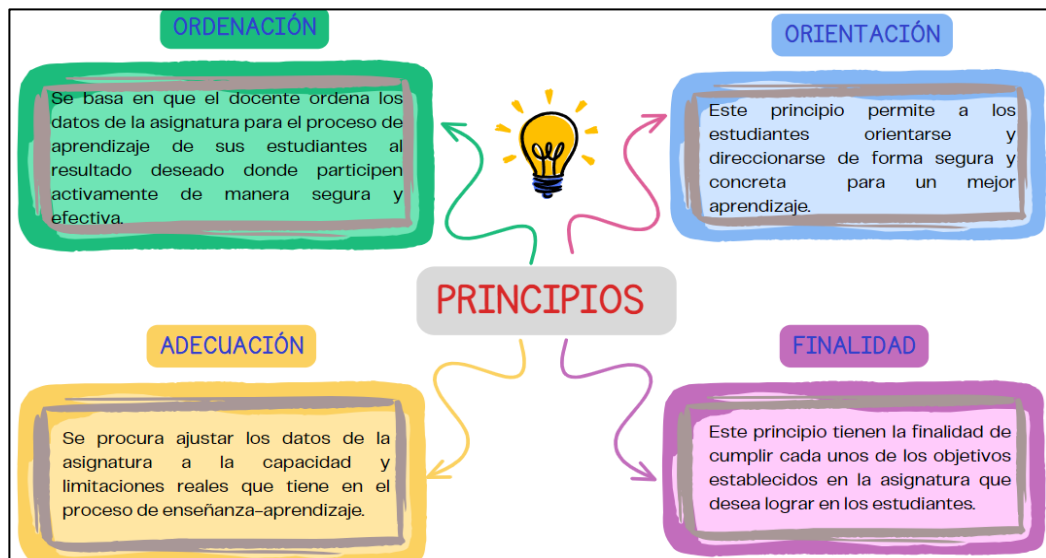 ORDENACIÓN
Se basa en que el docente ordena los
datos de la asignatura para el proceso de
aprendizaje de sus estudiantes al
resultado deseado donde participen
activamente de manera segura y
efectiva.
ORIENTACIÓN
Este principio permite a los
estudiantes orientarse y
direccionarse de forma segura y
concreta para un mejor
aprendizaje.
PRINCIPIOS
ADECUACIÓN
Se procura ajustar los datos de la
asignatura a la capacidad y
limitaciones reales que tiene en el
proceso de enseñanza-aprendizaje.
FINALIDAD
Este principio tienen la finalidad de
cumplir cada unos de los objetivos
establecidos en la asignatura que
desea lograr en los estudiantes.